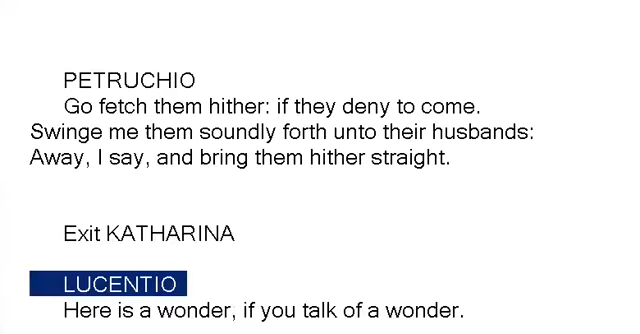 PETRUCHIO
Go fetch them hither: if they deny to come.
Swinge me them soundly forth unto their husbands:
Away, I say, and bring them hither straight.
Exit KATHARINA
LUCENTIO
Here is a wonder, if you talk of a wonder.